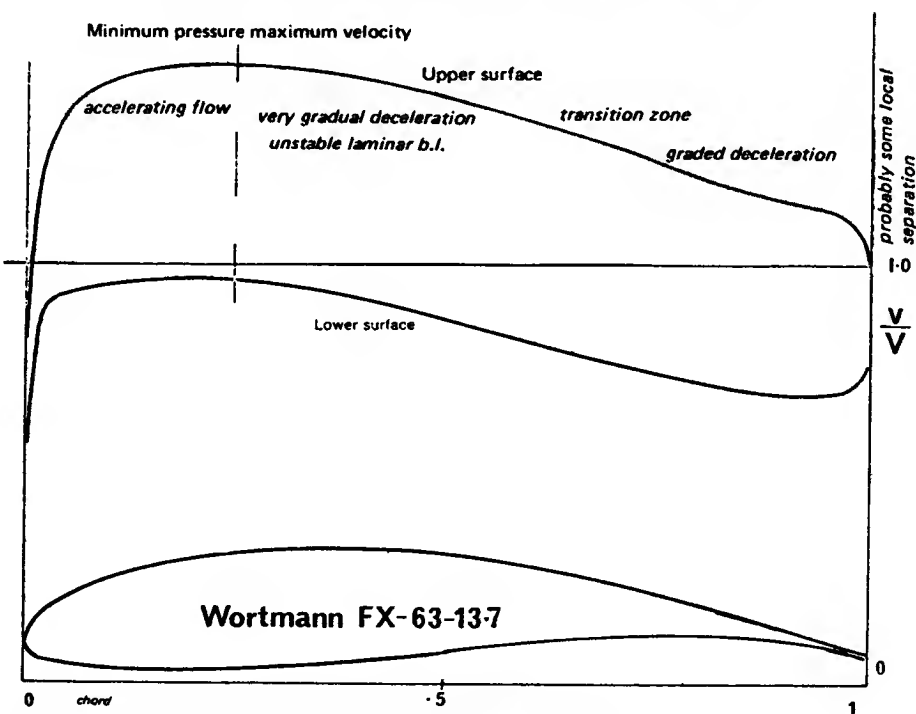 Minimum pressure maximum velocity
Upper surface
accelerating flow
very gradual deceleration
unstable laminar b.l.
transition zone
graded deceleration
probably some local
separation
1·0
v
V
Lower surface
Wortmann FX-63-13·7
0
0
chord
·5
1